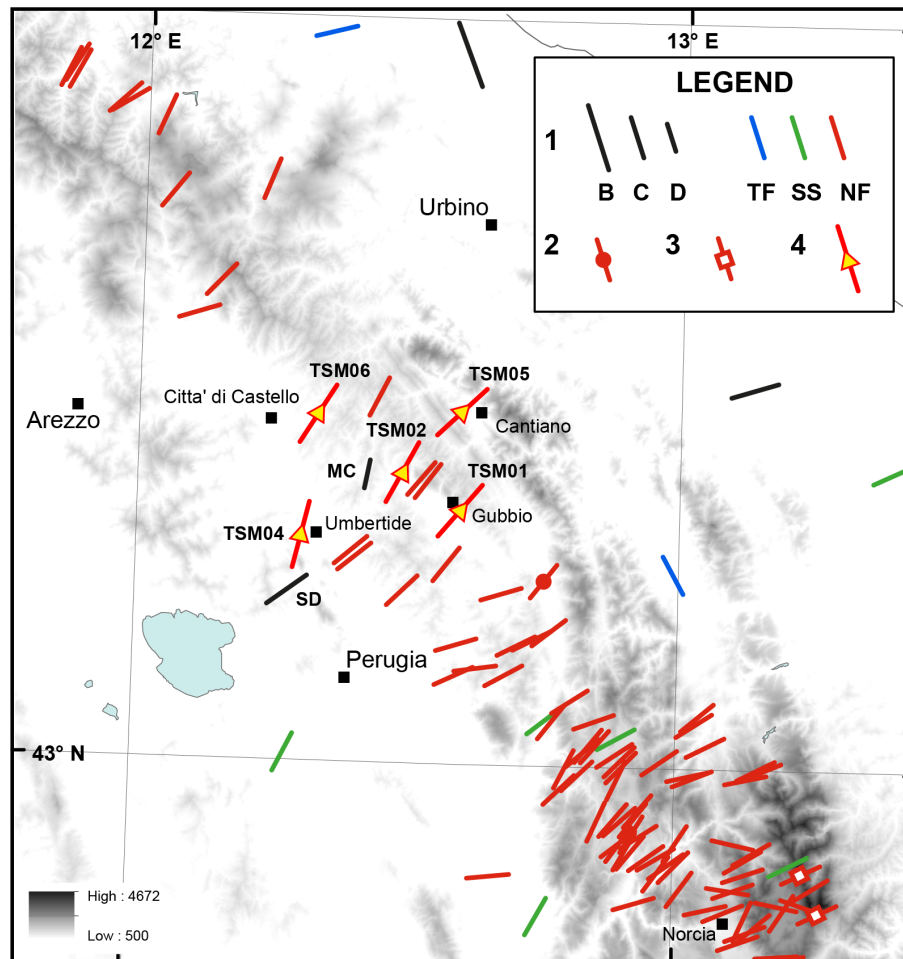 12° E
13° E
LEGEND
1
B
C
D
TF
SS
NF
2
3
4
Urbino
TSM06
TSM05
Citta' di Castello
Arezzo
Cantiano
TSM02
MC
TSM01
Gubbio
TSM04
Umbertide
SD
Perugia
43° N
High : 4672
Low : 500
Norcia